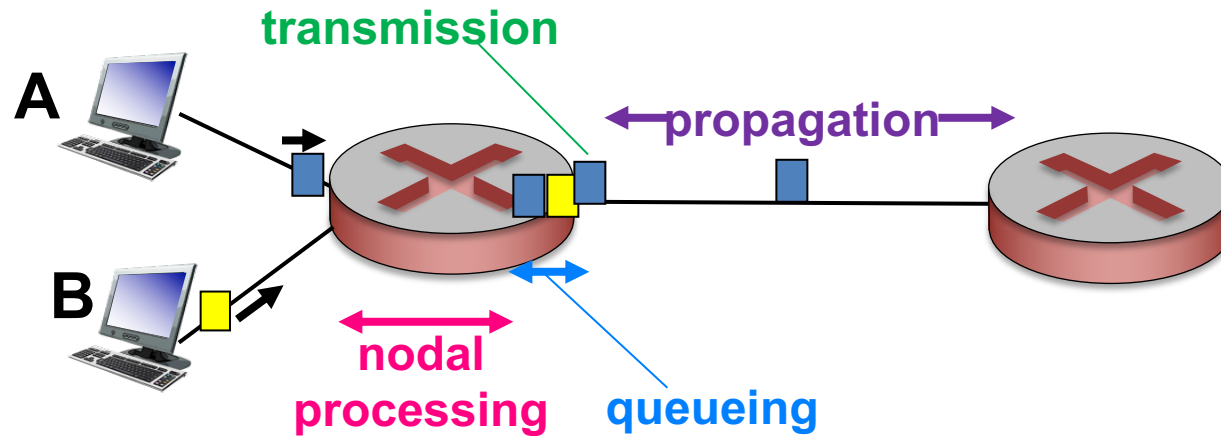 transmission
A
propagation
B
nodal
processing
queueing